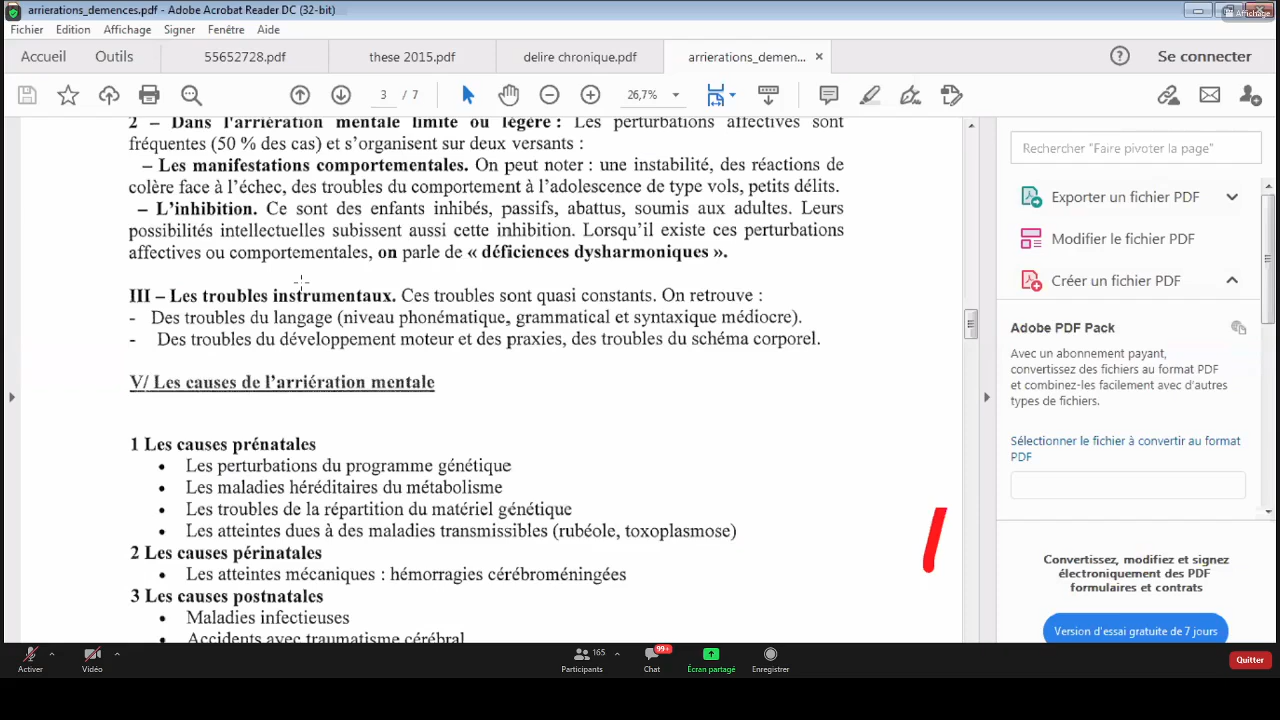 arrierations_demences.pdf - Adobe Acrobat Reader DC (32-bit)
Affichage
Fichier Edition Affichage Signer Fenêtre Aide
Accueil Outils 55652728.pdf these 2015.pdf delire chronique.pdf arrierations_demen... × Se connecter
3 / 7 26,7%
2 – Dans l'arriération mentale limite ou légère : Les perturbations affectives sont
fréquentes (50 % des cas) et s'organisent sur deux versants :
– Les manifestations comportementales. On peut noter : une instabilité, des réactions de
colère face à l'échec, des troubles du comportement à l'adolescence de type vols, petits délits.
– L'inhibition. Ce sont des enfants inhibés, passifs, abattus, soumis aux adultes. Leurs
possibilités intellectuelles subissent aussi cette inhibition. Lorsqu'il existe ces perturbations
affectives ou comportementales, on parle de « déficiences dysharmoniques ».
III – Les troubles instrumentaux. Ces troubles sont quasi constants. On retrouve :
- Des troubles du langage (niveau phonématique, grammatical et syntaxique médiocre).
- Des troubles du développement moteur et des praxies, des troubles du schéma corporel.
V/ Les causes de l'arriération mentale
1 Les causes prénatales
• Les perturbations du programme génétique
• Les maladies héréditaires du métabolisme
• Les troubles de la répartition du matériel génétique
• Les atteintes dues à des maladies transmissibles (rubéole, toxoplasmose)
2 Les causes périnatales
• Les atteintes mécaniques : hémorragies cérébroméningées
3 Les causes postnatales
• Maladies infectieuses
• Accidents avec traumatisme cérébral
Rechercher "Faire pivoter la page"
Exporter un fichier PDF
Modifier le fichier PDF
Créer un fichier PDF
Adobe PDF Pack
Avec un abonnement payant,
convertissez des fichiers au format PDF
et combinez-les facilement avec d'autres
types de fichiers.
Sélectionner le fichier à convertir au format
PDF
Convertissez, modifiez et signez
électroniquement des PDF
formulaires et contrats
Version d'essai gratuite de 7 jours
165 99+
Activer Vidéo Participants Chat Écran partagé Enregistrer Quitter